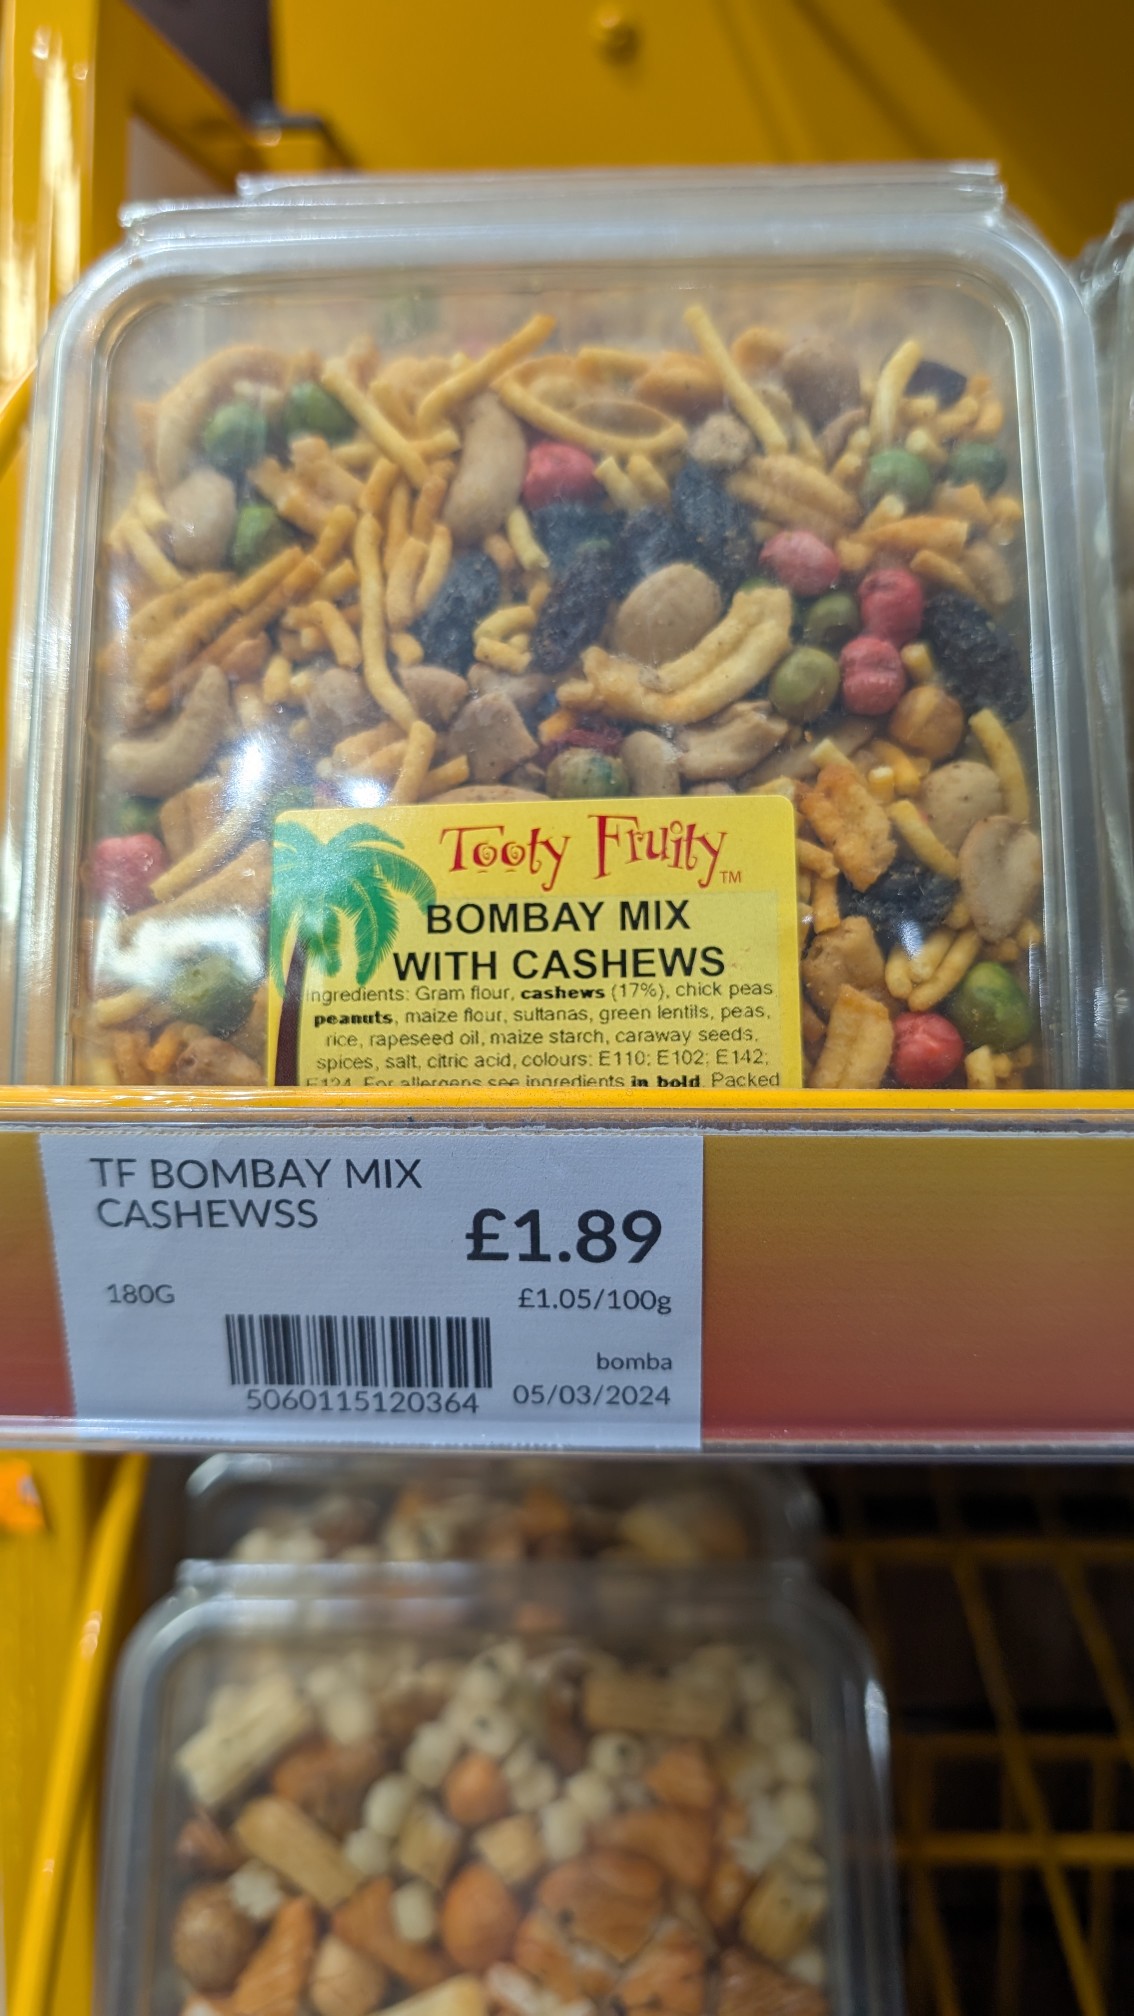 Tooty Fruity™
BOMBAY MIX
WITH CASHEWS
Ingredients: Gram flour, cashews (17%), chick peas
peanuts, maize flour, sultanas, green lentils, peas,
rice, rapeseed oil, maize starch, caraway seeds,
spices, salt, citric acid, colours: E110; E102; E142;
E124. For allergens see ingredients in bold. Packed
TF BOMBAY MIX
CASHEWSS
£1.89
180G
£1.05/100g
bomba
5060115120364
05/03/2024